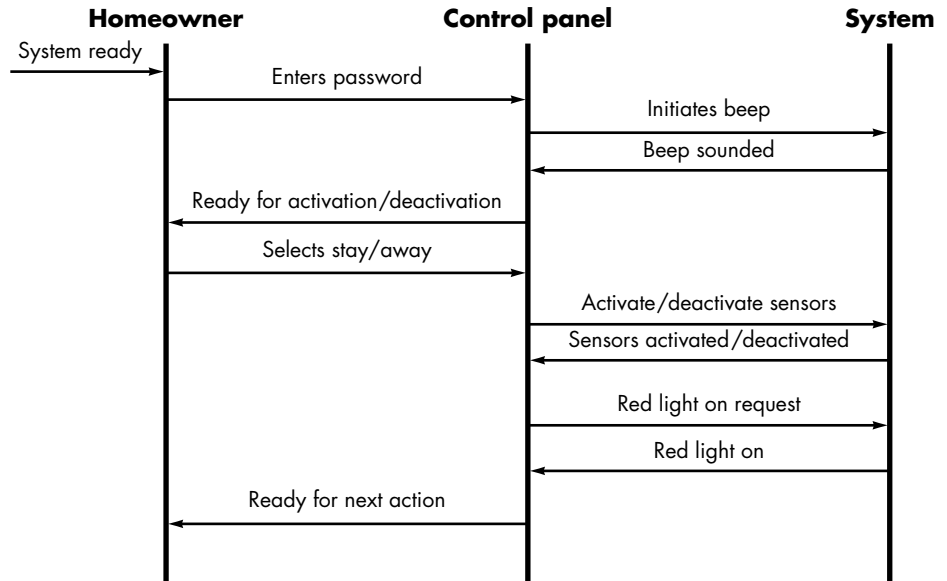 Homeowner
Control panel
System
System ready
Enters password
Initiates beep
Beep sounded
Ready for activation/deactivation
Selects stay/away
Activate/deactivate sensors
Sensors activated/deactivated
Red light on request
Red light on
Ready for next action